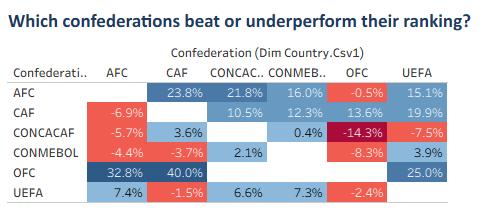 Which confederations beat or underperform their ranking?
Confederation (Dim Country.Csv1)
Confederati.. AFC CAF CONCAC.. CONMEB.. OFC UEFA
AFC 23.8% 21.8% 16.0% -0.5% 15.1%
CAF -6.9% 10.5% 12.3% 13.6% 19.9%
CONCACAF -5.7% 3.6% 0.4% -14.3% -7.5%
CONMEBOL -4.4% -3.7% 2.1% -8.3% 3.9%
OFC 32.8% 40.0% 25.0%
UEFA 7.4% -1.5% 6.6% 7.3% -2.4%